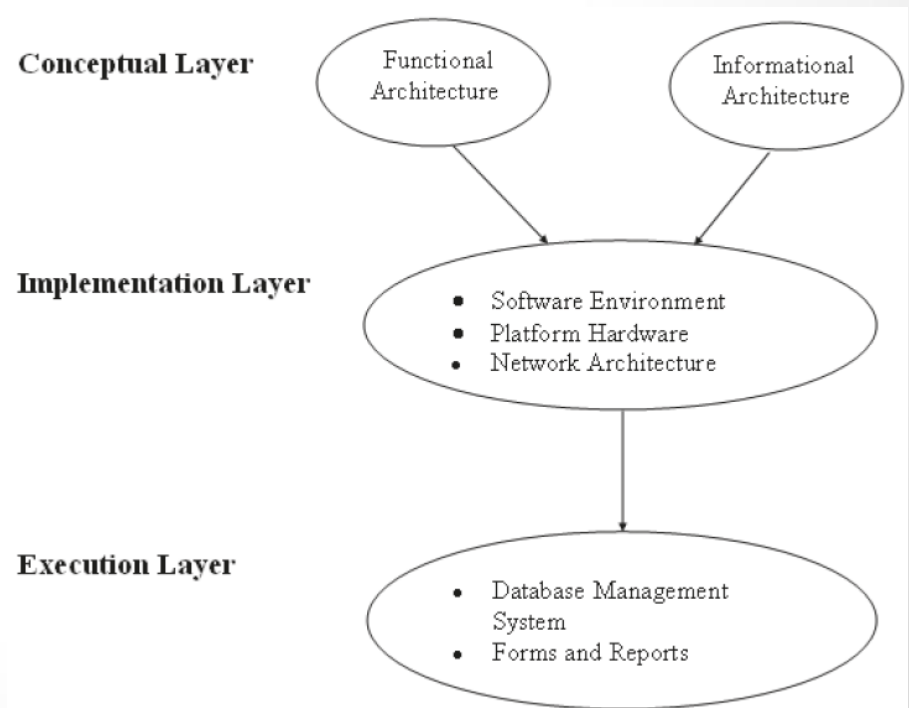 Conceptual Layer
Functional
Architecture
Informational
Architecture
Implementation Layer
• Software Environment
• Platform Hardware
• Network Architecture
Execution Layer
• Database Management
System
• Forms and Reports